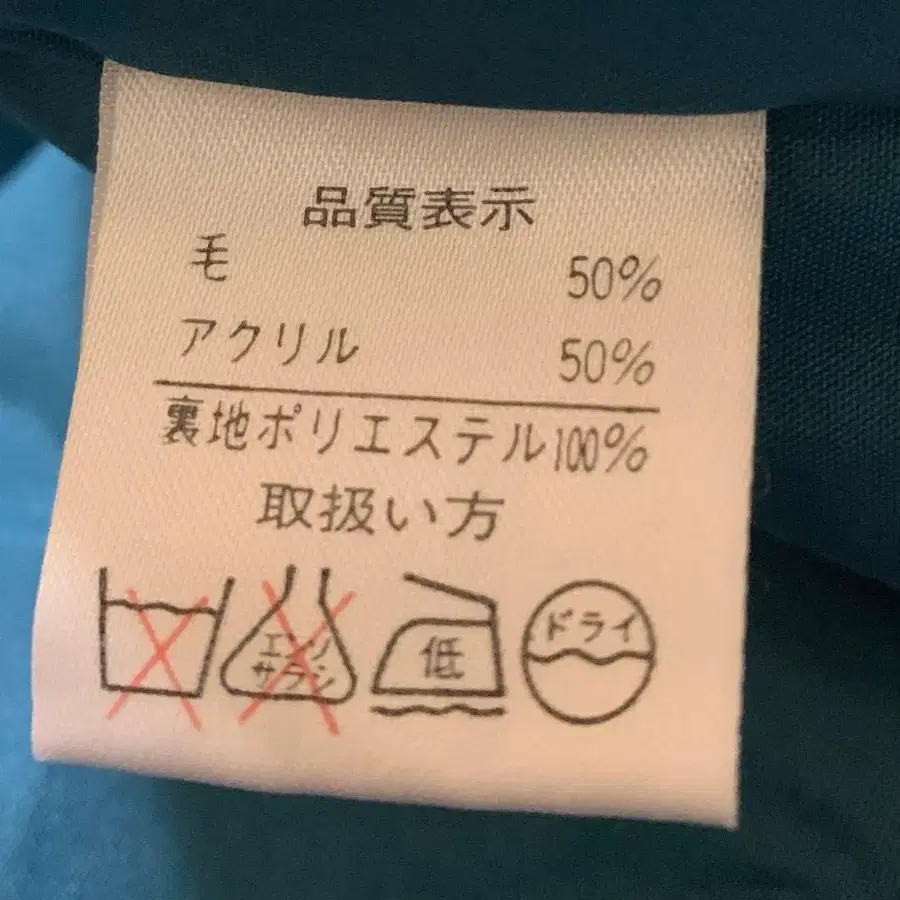 品質表示
毛 50%
アクリル 50%
裏地ポリエステル100%
取扱い方
エンソ
サラシ
低
ドライ